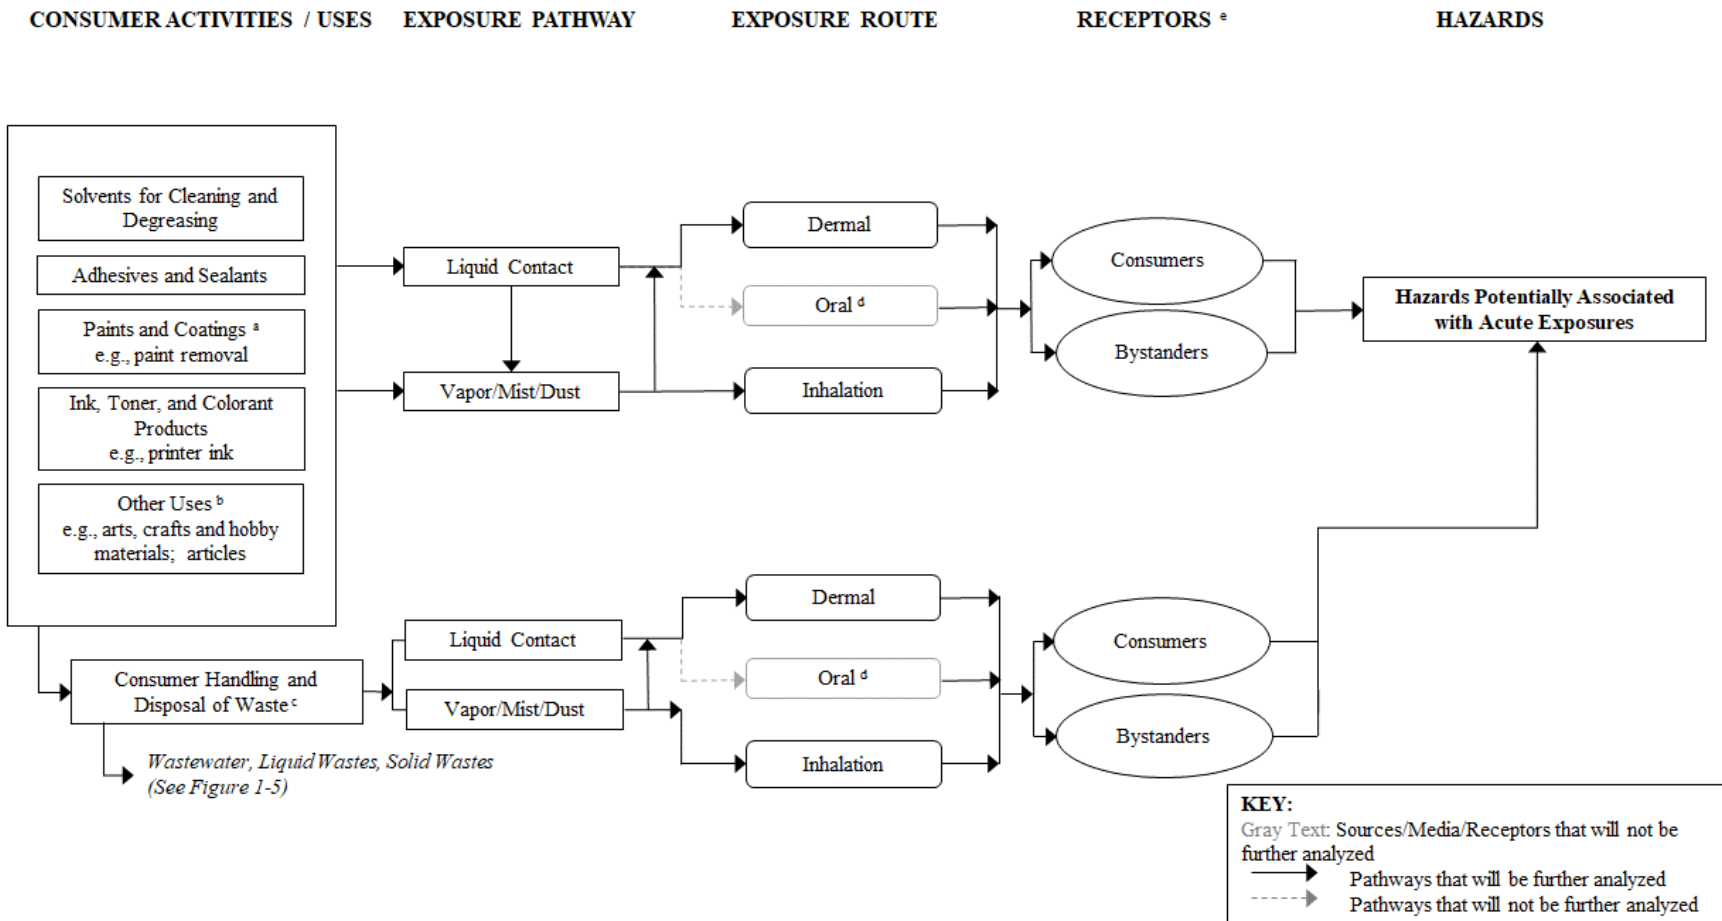 CONSUMER ACTIVITIES / USES EXPOSURE PATHWAY EXPOSURE ROUTE RECEPTORS e HAZARDS
Solvents for Cleaning and
Degreasing
Adhesives and Sealants
Paints and Coatings a
e.g., paint removal
Ink, Toner, and Colorant
Products
e.g., printer ink
Other Uses b
e.g., arts, crafts and hobby
materials; articles
Liquid Contact
Vapor/Mist/Dust
Dermal
Oral d
Inhalation
Consumers
Bystanders
Hazards Potentially Associated
with Acute Exposures
Consumer Handling and
Disposal of Waste c
Wastewater, Liquid Wastes, Solid Wastes
(See Figure 1-5)
Liquid Contact
Vapor/Mist/Dust
Dermal
Oral d
Inhalation
Consumers
Bystanders
KEY:
Gray Text: Sources/Media/Receptors that will not be
further analyzed
Pathways that will be further analyzed
Pathways that will not be further analyzed